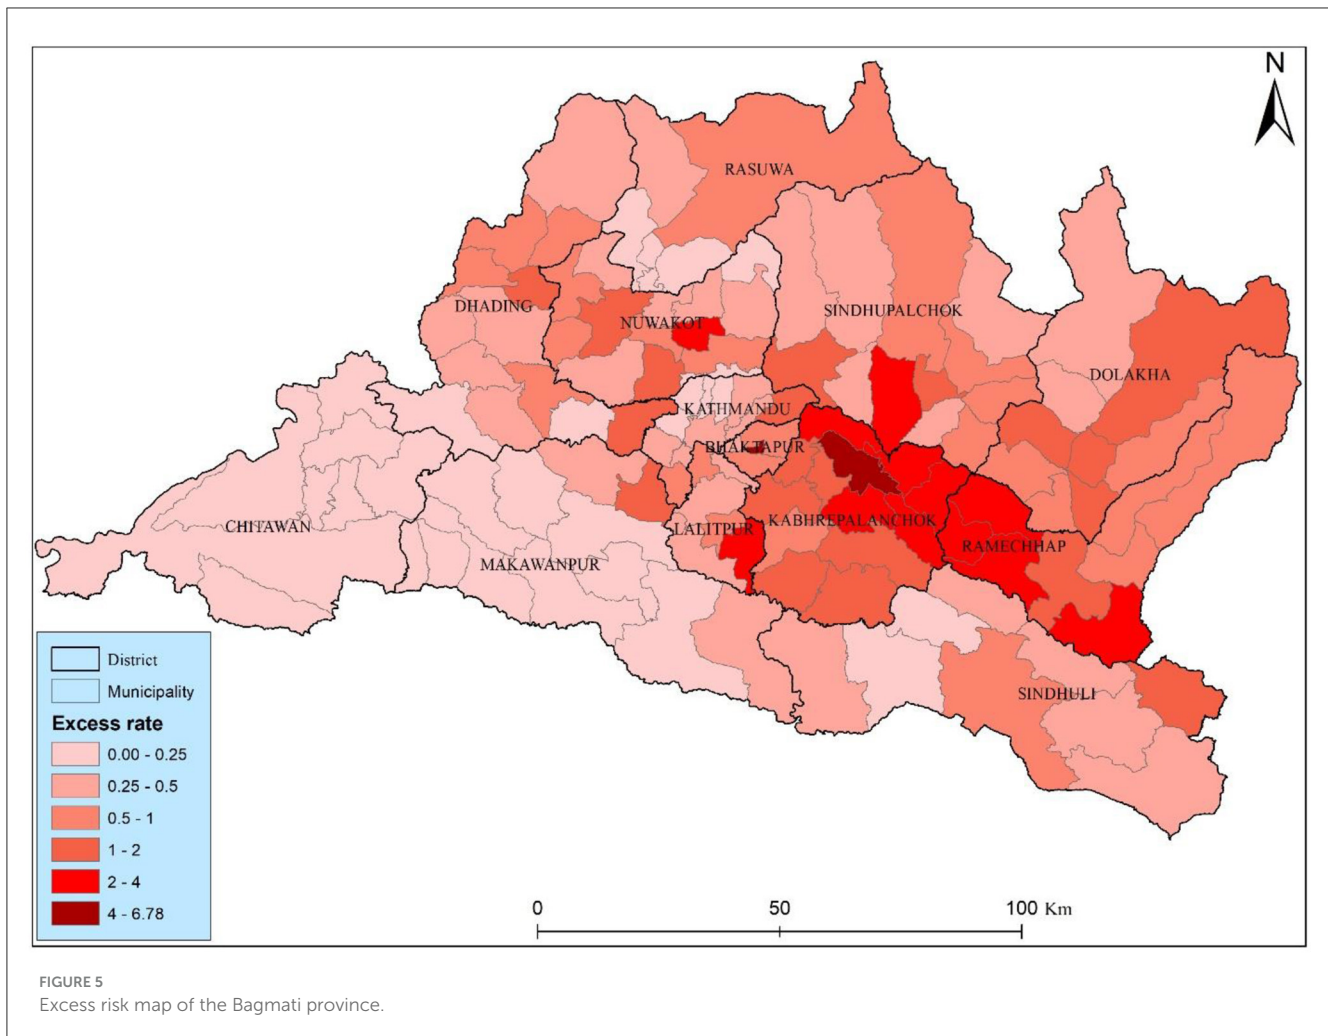 N
RASUWA
DHADING
NUWAKOT
SINDHUPALCHOK
DOLAKHA
KATHMANDU
BHAKTAPUR
CHITAWAN
MAKAWANPUR
LALITPUR
KABHREPALANCHOK
RAMECHHAP
SINDHULI
District
Municipality
Excess rate
0.00 - 0.25
0.25 - 0.5
0.5 - 1
1 - 2
2 - 4
4 - 6.78
0 50 100 Km
FIGURE 5
Excess risk map of the Bagmati province.